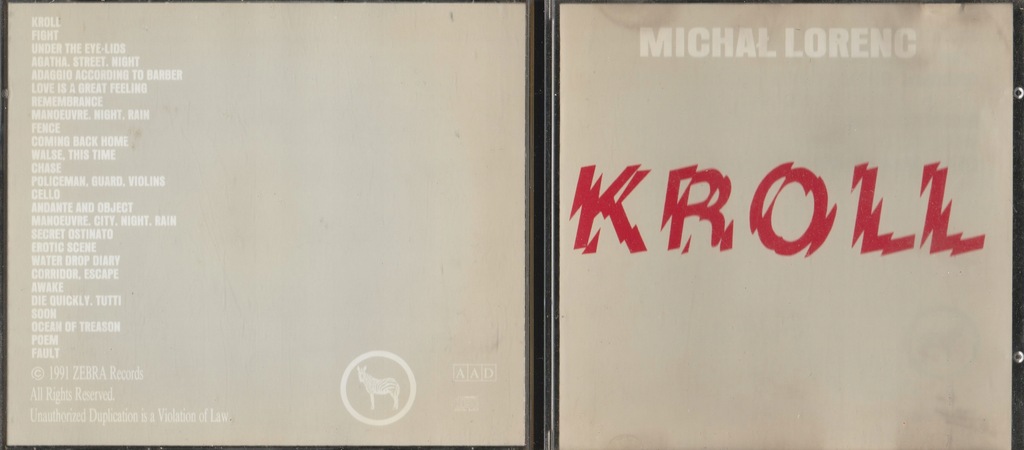 KROLL
FIGHT
UNDER THE EYE-LIDS
AGATHA. STREET. NIGHT
ADAGGIO ACCORDING TO BARBER
LOVE IS A GREAT FEELING
REMEMBRANCE
MANOEUVRE. NIGHT. RAIN
FENCE
COMING BACK HOME
WALSE, THIS TIME
CHASE
POLICEMAN, GUARD, VIOLINS
CELLO
ANDANTE AND OBJECT
MANOEUVRE. CITY. NIGHT. RAIN
SECRET OSTINATO
EROTIC SCENE
WATER DROP DIARY
CORRIDOR, ESCAPE
AWAKE
DIE QUICKLY. TUTTI
SOON
OCEAN OF TREASON
POEM
FAULT
© 1991 ZEBRA Records
All Rights Reserved.
Unauthorized Duplication is a Violation of Law.
AAD
MICHAŁ LORENC
KROLL